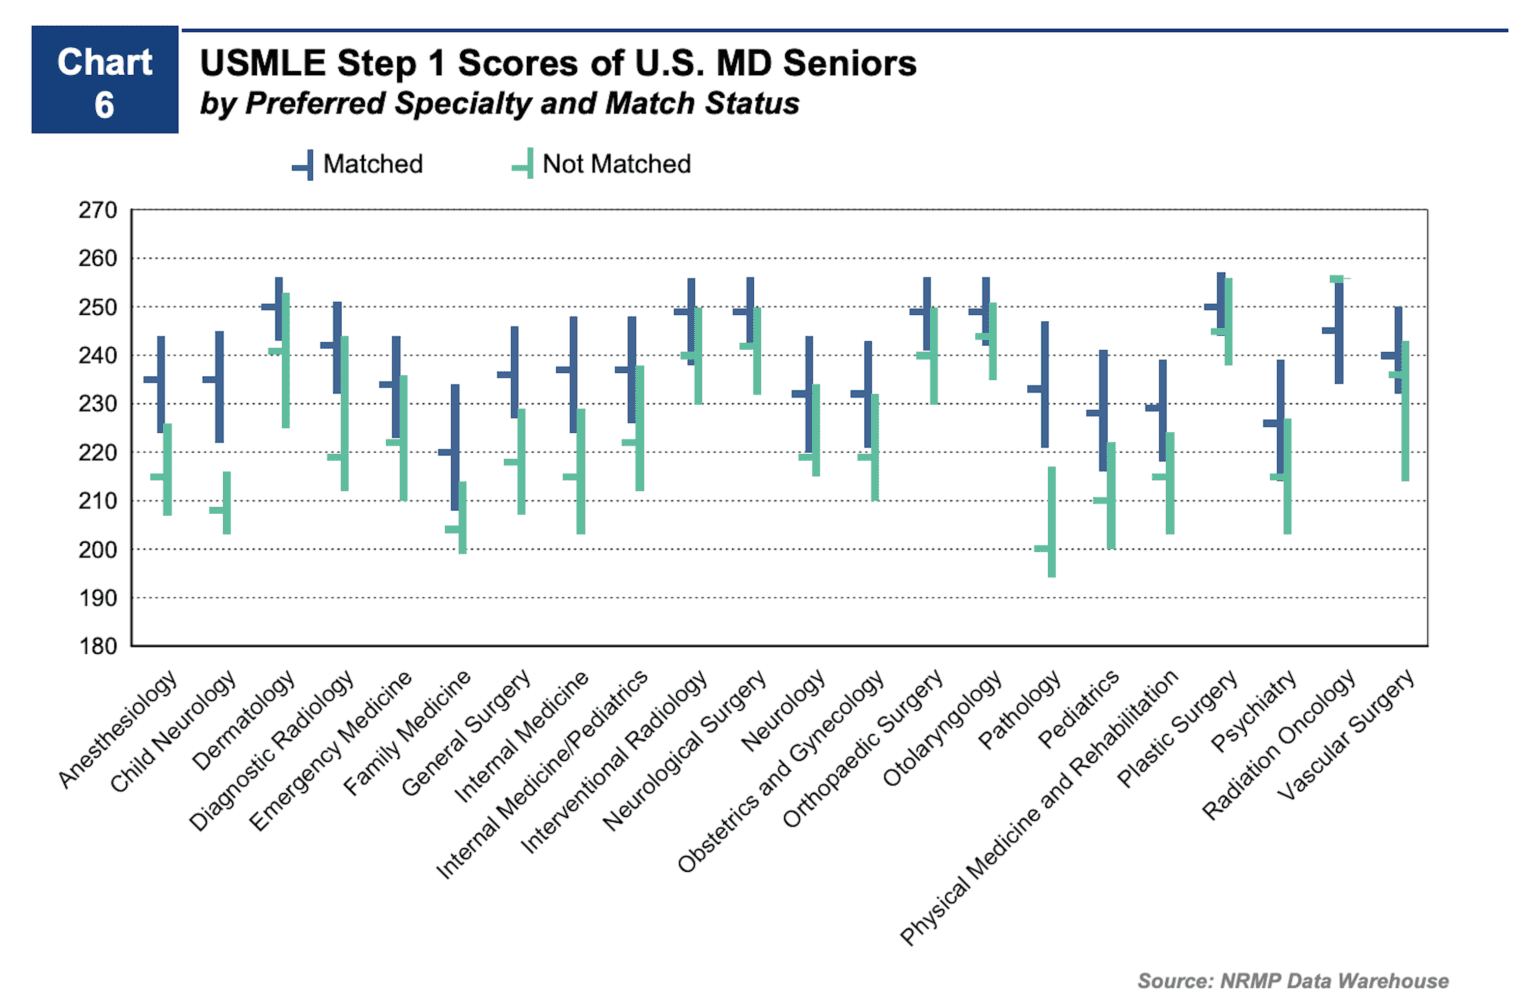 Chart
6
USMLE Step 1 Scores of U.S. MD Seniors
by Preferred Specialty and Match Status
Matched
Not Matched
270
260
250
240
230
220
210
200
190
180
Anesthesiology
Child Neurology
Dermatology
Diagnostic Radiology
Emergency Medicine
Family Medicine
General Surgery
Internal Medicine
Internal Medicine/Pediatrics
Interventional Radiology
Neurological Surgery
Neurology
Obstetrics and Gynecology
Orthopaedic Surgery
Otolaryngology
Pathology
Pediatrics
Physical Medicine and Rehabilitation
Plastic Surgery
Psychiatry
Radiation Oncology
Vascular Surgery
Source: NRMP Data Warehouse